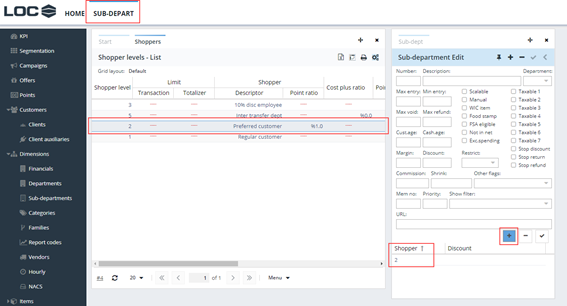 LOC HOME SUB-DEPART
KPI
Segmentation
Campaigns
Offers
Points
Customers
Clients
Client auxiliaries
Dimensions
Financials
Departments
Sub-departments
Categories
Families
Report codes
Vendors
Hourly
NACS
Items
Start Shoppers
Shopper levels - List
Grid layout: Default
Limit Shopper
Shopper level Transaction Totalizer Descriptor Point ratio Cost plus ratio Poi
3 10% disc employee
5 Inter transfer dept %0.0
2 Preferred customer %1.0
1 Regular customer
20 1 of 1 Menu
Sub-dept.
Sub-department Edit
Number: Description: Department:
Max entry: Min entry: Scalable Taxable 1
Manual Taxable 2
WIC item Taxable 3
Max void: Max refund: Food stamp Taxable 4
FSA eligible Taxable 5
Cust.age: Cash.age: Not in net Taxable 6
Exc.spending Taxable 7
Margin: Discount: Restrict: Stop discount
Stop return
Stop refund
Commission: Shrink: Other flags:
Mem no: Priority: Show filter:
URL:
Shopper Discount
2